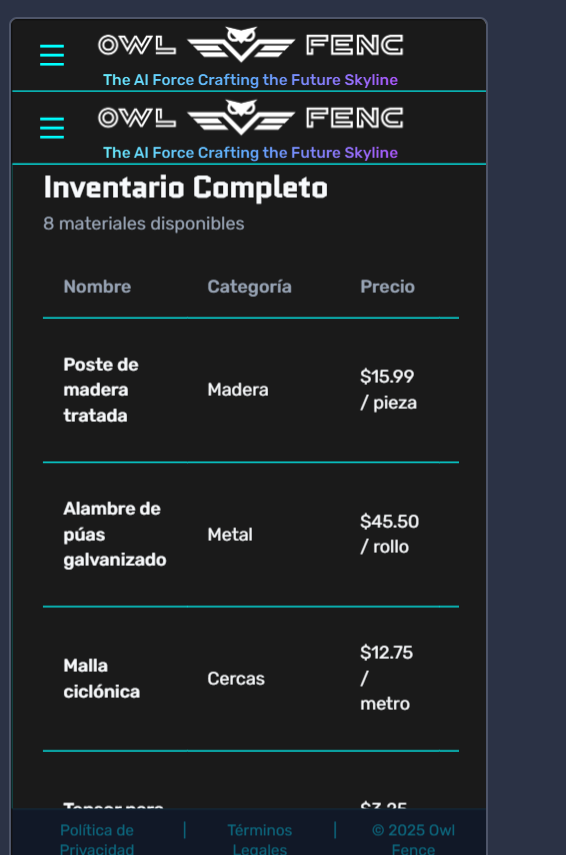 OWL FENC
The AI Force Crafting the Future Skyline
OWL FENC
The AI Force Crafting the Future Skyline
Inventario Completo
8 materiales disponibles
Nombre Categoría Precio
Poste de
madera
tratada
Madera
$15.99
/ pieza
Alambre de
púas
galvanizado
Metal
$45.50
/ rollo
Malla
ciclónica
Cercas
$12.75
/
metro
Tensor para
$3.25
Política de
Privacidad
|
Términos
Legales
|
© 2025 Owl
Fence